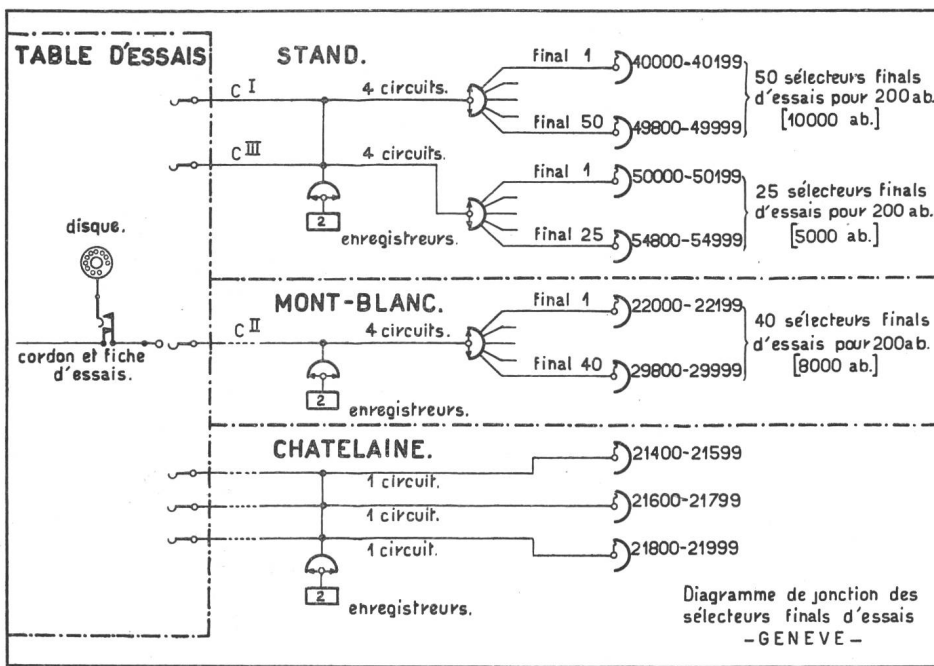 TABLE D'ESSAIS
STAND.
C I
4 circuits.
final 1
40000-40199
final 50
49800-49999
50 sélecteurs finals
d'essais pour 200 ab.
[10000 ab.]
C III
4 circuits.
final 1
50000-50199
final 25
54800-54999
25 sélecteurs finals
d'essais pour 200 ab.
[5000 ab.]
2
enregistreurs.
disque.
cordon et fiche
d'essais.
MONT-BLANC.
C II
4 circuits.
final 1
22000-22199
final 40
29800-29999
40 sélecteurs finals
d'essais pour 200ab.
[8000 ab.]
2
enregistreurs.
CHATELAINE.
1 circuit.
21400-21599
1 circuit.
21600-21799
1 circuit.
21800-21999
2
enregistreurs.
Diagramme de jonction des
sélecteurs finals d'essais
-GENEVE-